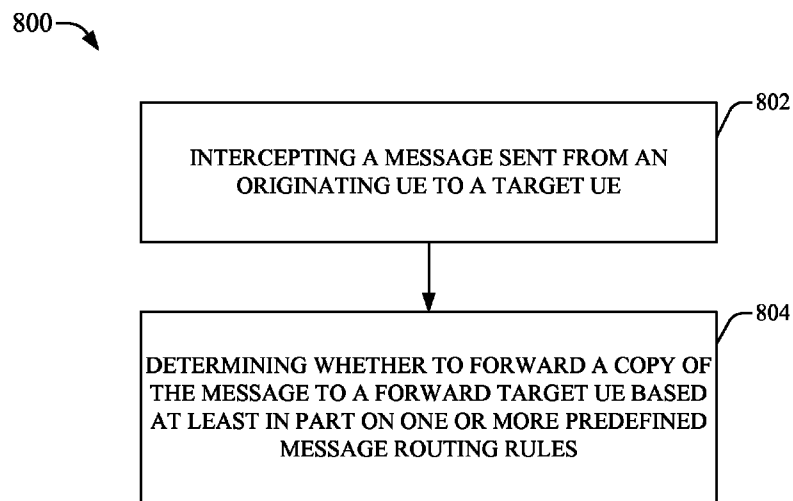 800
802
INTERCEPTING A MESSAGE SENT FROM AN
ORIGINATING UE TO A TARGET UE
804
DETERMINING WHETHER TO FORWARD A COPY OF
THE MESSAGE TO A FORWARD TARGET UE BASED
AT LEAST IN PART ON ONE OR MORE PREDEFINED
MESSAGE ROUTING RULES